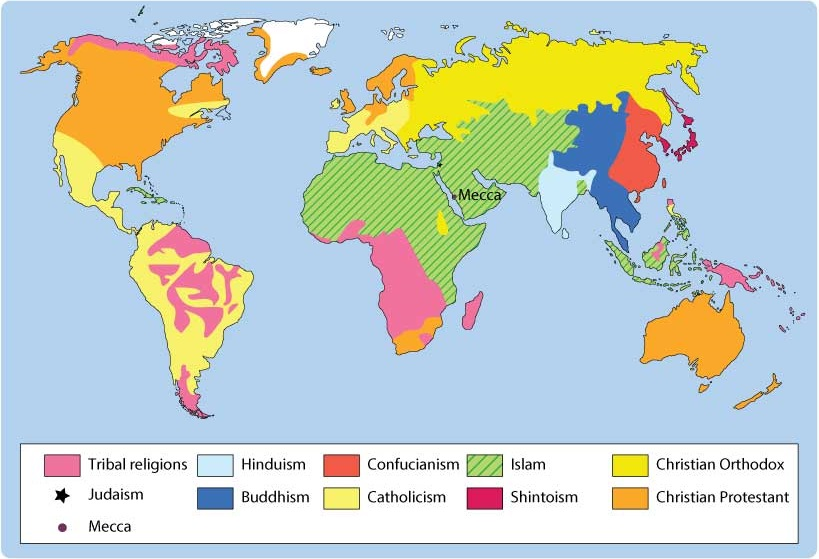 Mecca
Tribal religions Hinduism Confucianism Islam Christian Orthodox
Judaism Buddhism Catholicism Shintoism Christian Protestant
Mecca